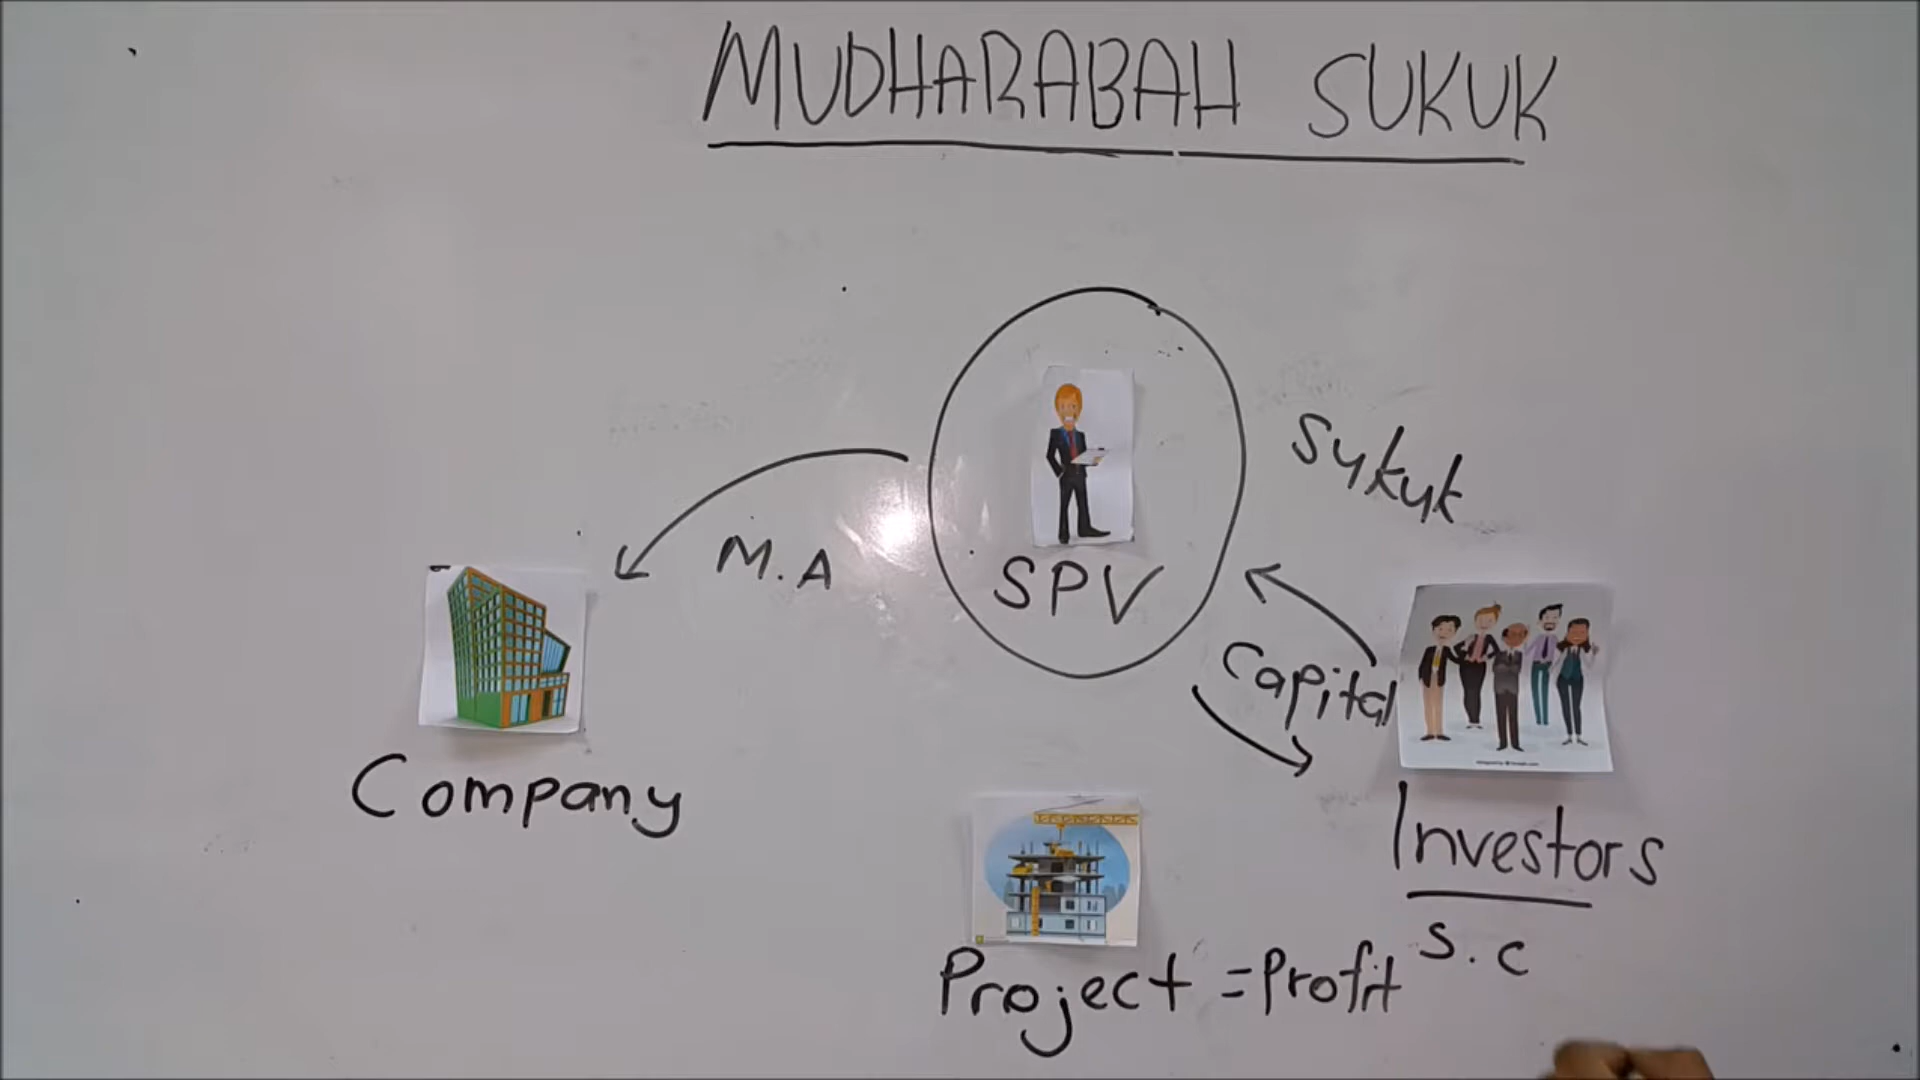 MUDHARABAH SUKUK
Sukuk
M.A
SPV
Capital
Company
Investors
S.C
Project = Profit